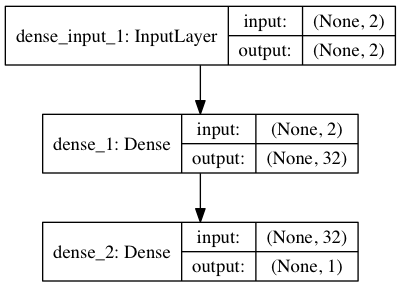 dense_input_1: InputLayer
input: (None, 2)
output: (None, 2)
dense_1: Dense
input: (None, 2)
output: (None, 32)
dense_2: Dense
input: (None, 32)
output: (None, 1)